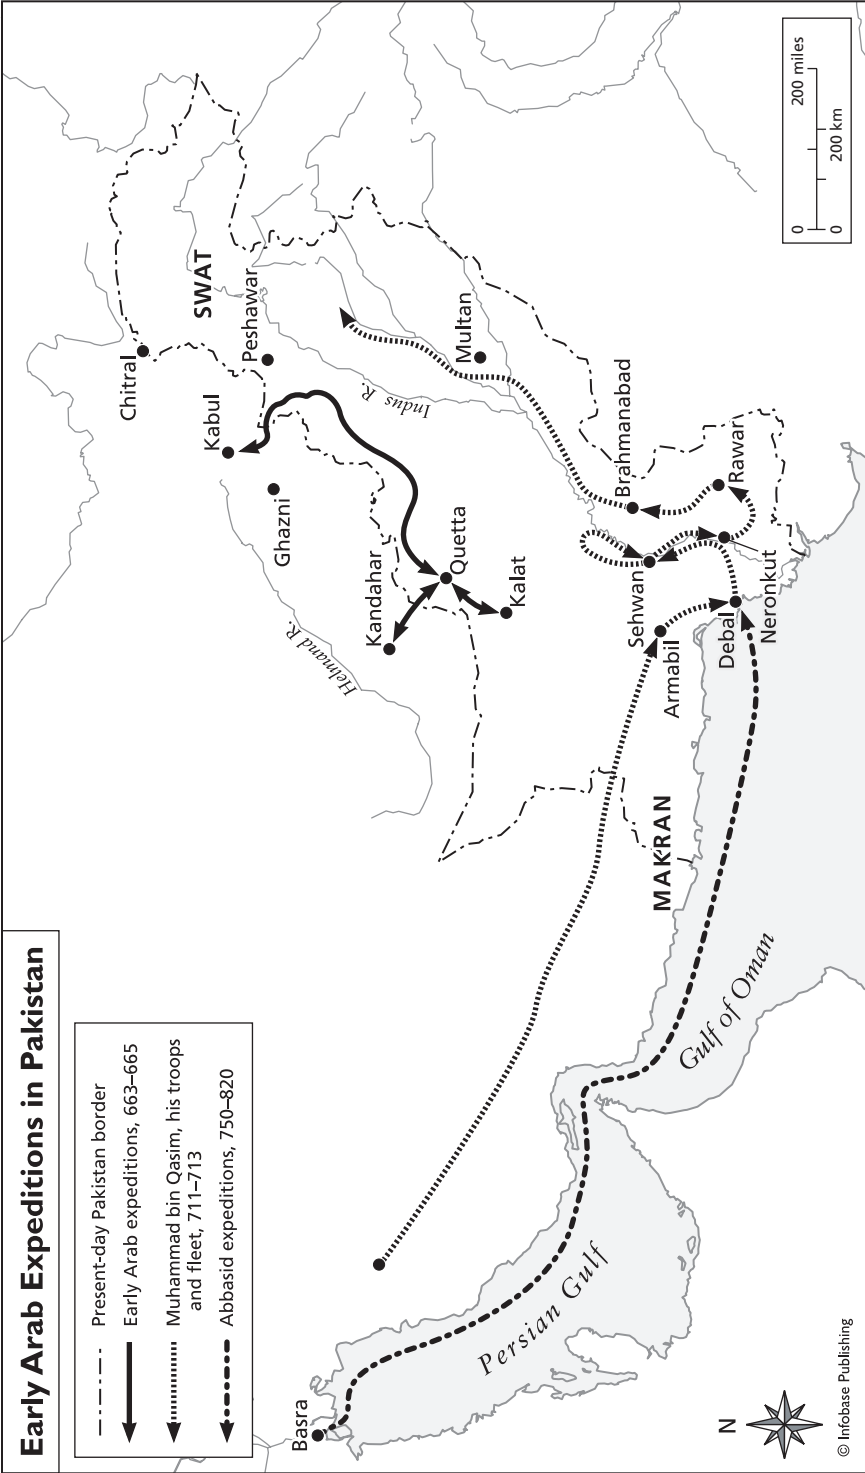 Early Arab Expeditions in Pakistan
Present-day Pakistan border
Early Arab expeditions, 663–665
Muhammad bin Qasim, his troops
and fleet, 711–713
Abbasid expeditions, 750–820
Chitral
SWAT
Kabul
Peshawar
Ghazni
Indus R.
Multan
Helmand R.
Kandahar
Quetta
Kalat
Brahmanabad
Rawar
Sehwan
Armabil
Debal
Neronkut
MAKRAN
Gulf of Oman
Persian Gulf
Basra
N
0 200 miles
0 200 km
© Infobase Publishing